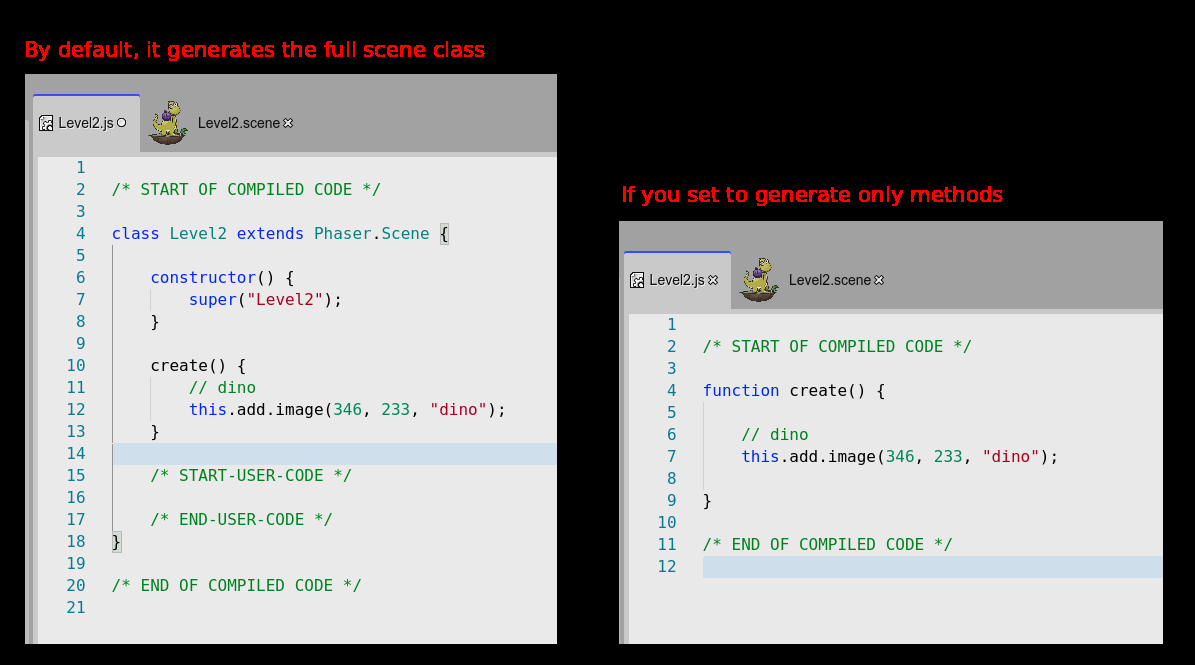 By default, it generates the full scene class
Level2.js Level2.scene
1
2 /* START OF COMPILED CODE */
3
4 class Level2 extends Phaser.Scene {
5
6     constructor() {
7         super("Level2");
8     }
9
10     create() {
11         // dino
12         this.add.image(346, 233, "dino");
13     }
14
15     /* START-USER-CODE */
16
17     /* END-USER-CODE */
18 }
19
20 /* END OF COMPILED CODE */
21
If you set to generate only methods
Level2.js Level2.scene
1
2 /* START OF COMPILED CODE */
3
4 function create() {
5
6     // dino
7     this.add.image(346, 233, "dino");
8
9 }
10
11 /* END OF COMPILED CODE */
12